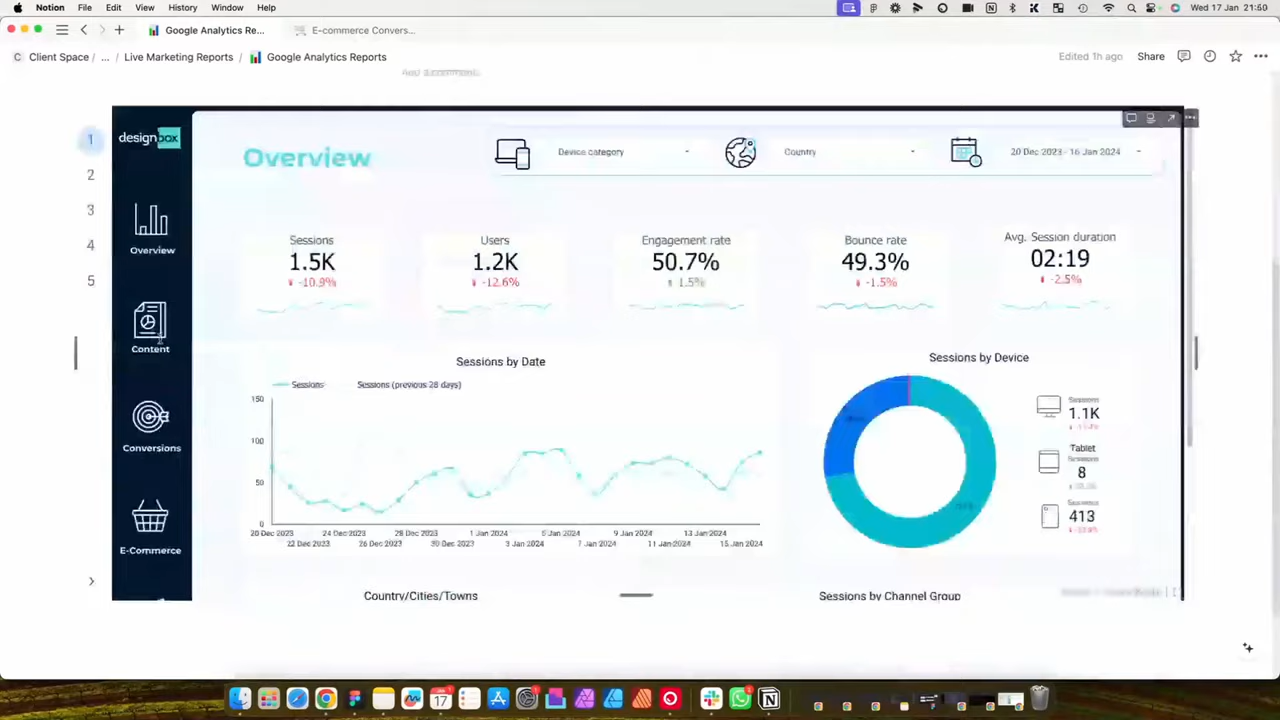 Notion File Edit View History Window Help Wed 17 Jan 21:50
Google Analytics Re... E-commerce Convers...
C Client Space / ... / Live Marketing Reports / Google Analytics Reports Edited 1h ago Share
designbox
Overview
Device category
Country
20 Dec 2023 - 16 Jan 2024
1
2
3
4
5
Overview
Content
Conversions
E-Commerce
Sessions
1.5K
-10.9%
Users
1.2K
-12.6%
Engagement rate
50.7%
1.5%
Bounce rate
49.3%
-1.5%
Avg. Session duration
02:19
-2.5%
Sessions by Date
Sessions Sessions (previous 28 days)
150
100
50
0
20 Dec 2023 24 Dec 2023 28 Dec 2023 1 Jan 2024 5 Jan 2024 9 Jan 2024 13 Jan 2024
22 Dec 2023 26 Dec 2023 30 Dec 2023 3 Jan 2024 7 Jan 2024 11 Jan 2024 15 Jan 2024
Sessions by Device
Sessions
1.1K
Tablet
Sessions
8
Sessions
413
Country/Cities/Towns
Sessions by Channel Group
17